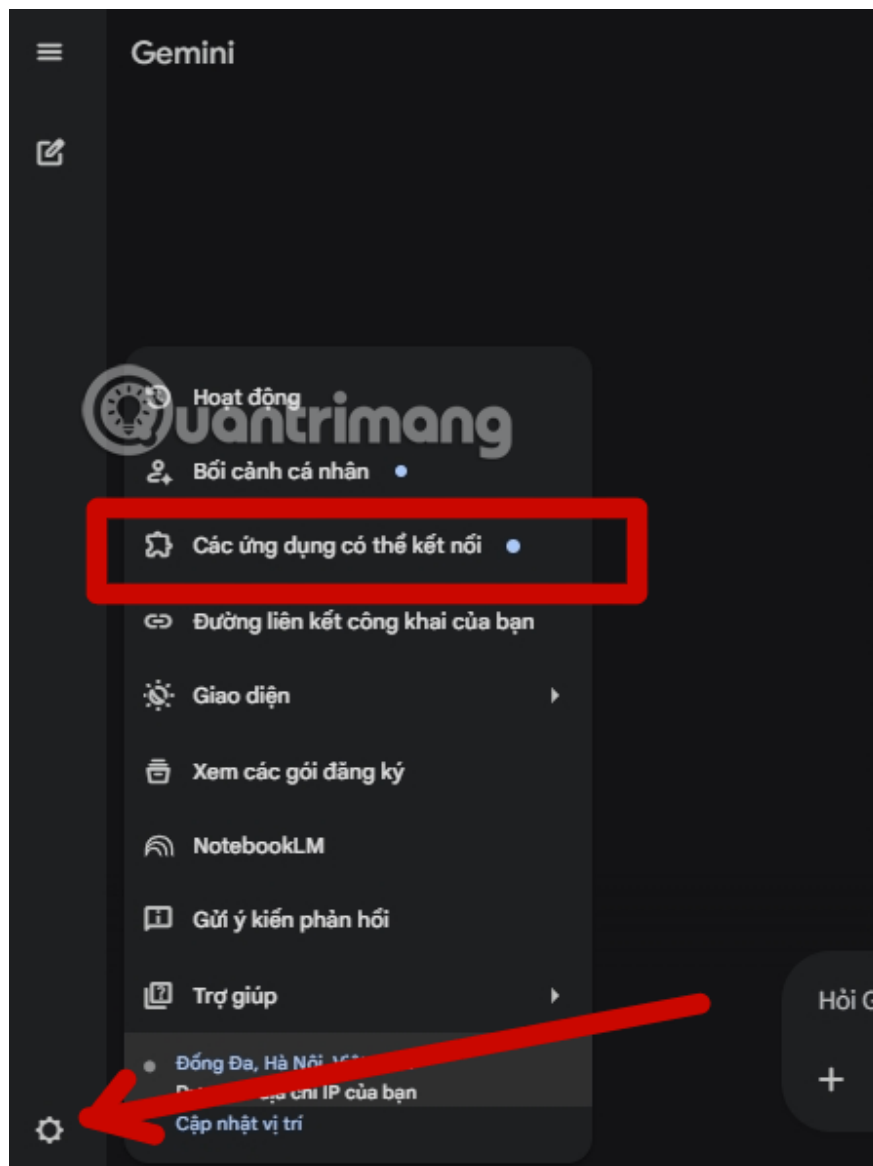 Gemini
Hoạt động
Quantrimang
Bối cảnh cá nhân
Các ứng dụng có thể kết nối
Đường liên kết công khai của bạn
Giao diện
Xem các gói đăng ký
NotebookLM
Gửi ý kiến phản hồi
Trợ giúp
Hỏi G
Đống Đa, Hà Nội,
chỉ IP của bạn
Cập nhật vị trí